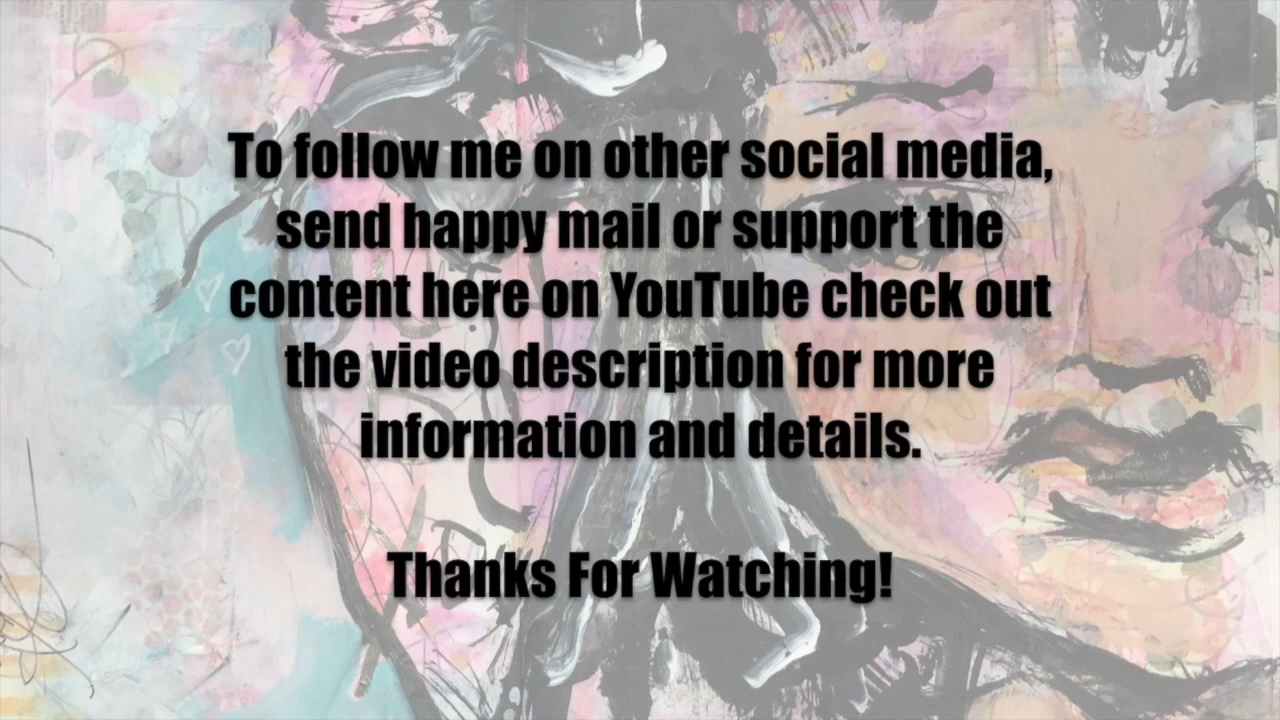 To follow me on other social media,
send happy mail or support the
content here on YouTube check out
the video description for more
information and details.
Thanks For Watching!